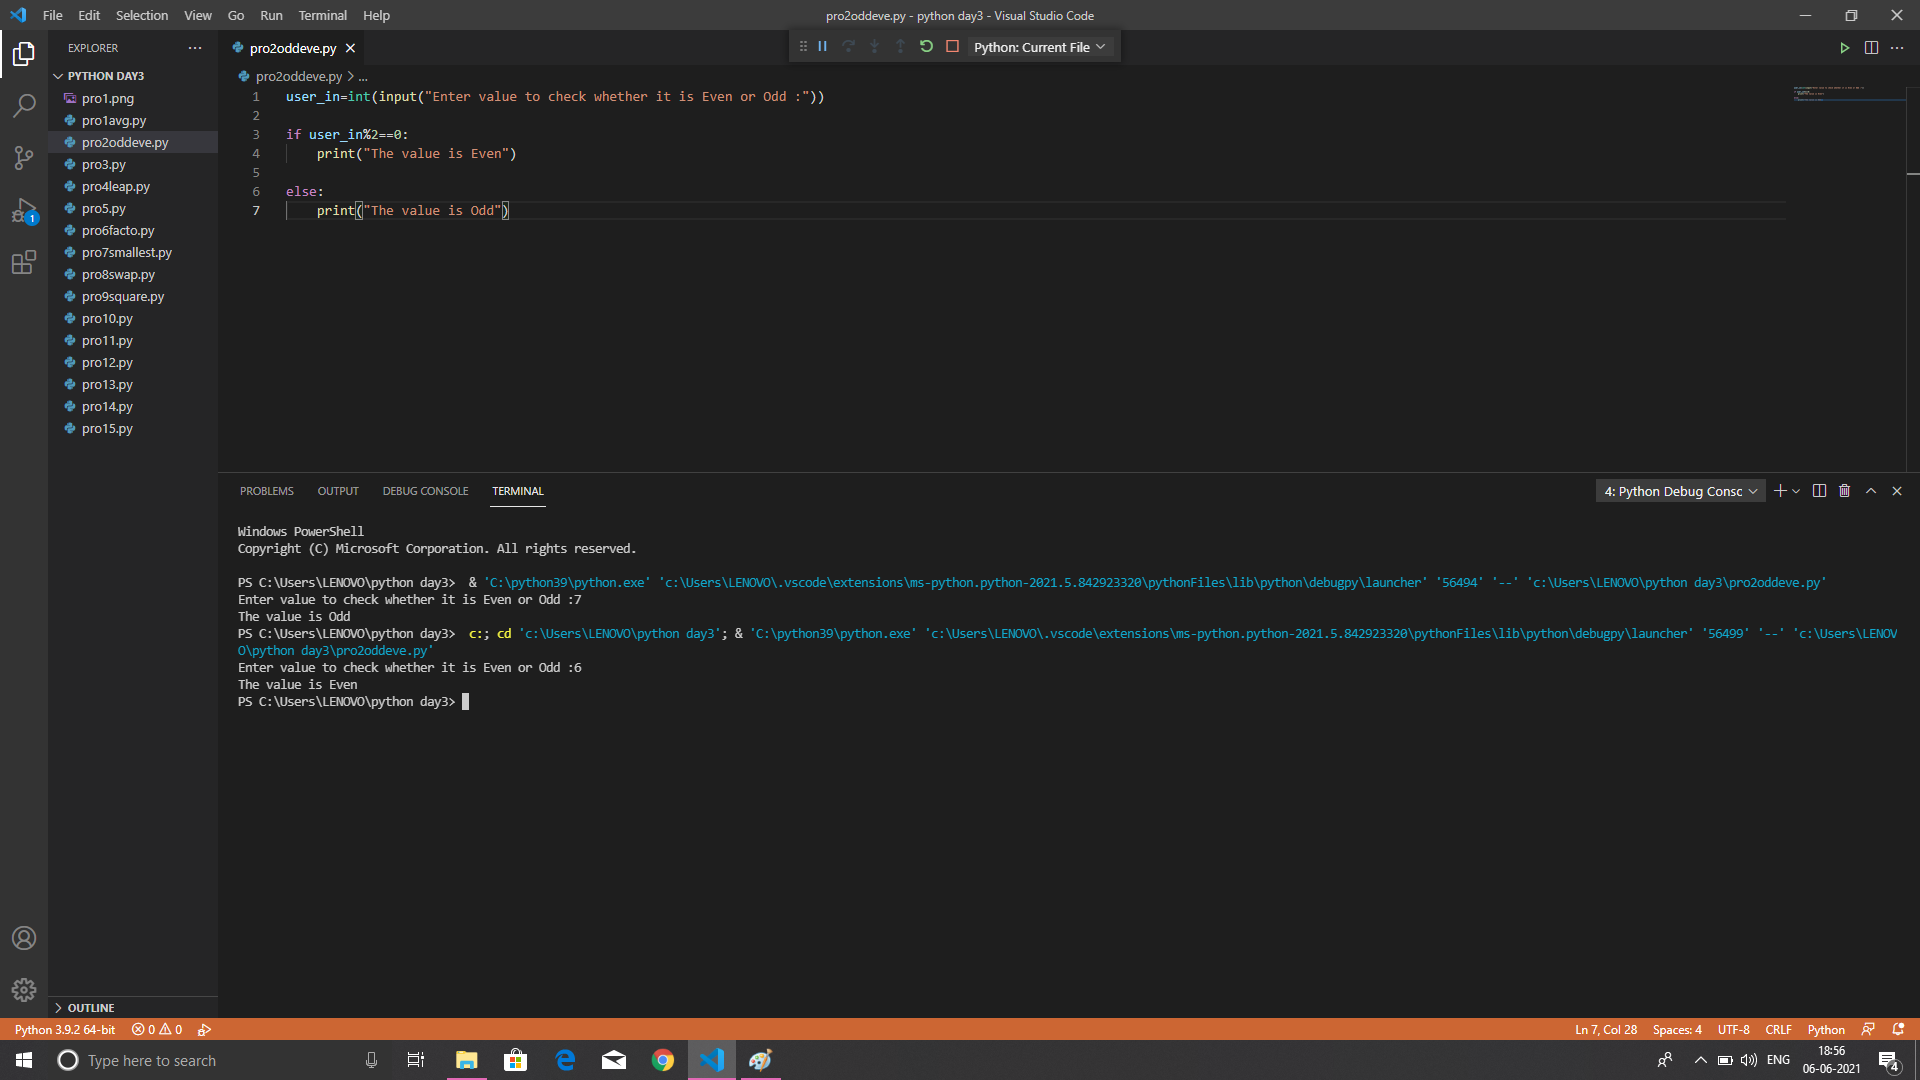 File Edit Selection View Go Run Terminal Help
pro2oddeve.py - python day3 - Visual Studio Code
EXPLORER
PYTHON DAY3
pro1.png
pro1avg.py
pro2oddeve.py
pro3.py
pro4leap.py
pro5.py
pro6facto.py
pro7smallest.py
pro8swap.py
pro9square.py
pro10.py
pro11.py
pro12.py
pro13.py
pro14.py
pro15.py
OUTLINE
1
pro2oddeve.py
Python: Current File
pro2oddeve.py > ...
1 user_in=int(input("Enter value to check whether it is Even or Odd :"))
2
3 if user_in%2==0:
4     print("The value is Even")
5
6 else:
7     print("The value is Odd")
PROBLEMS OUTPUT DEBUG CONSOLE TERMINAL
4: Python Debug Consc
Windows PowerShell
Copyright (C) Microsoft Corporation. All rights reserved.
PS C:\Users\LENOVO\python day3>  & 'C:\python39\python.exe' 'c:\Users\LENOVO\.vscode\extensions\ms-python.python-2021.5.842923320\pythonFiles\lib\python\debugpy\launcher' '56494' '--' 'c:\Users\LENOVO\python day3\pro2oddeve.py'
Enter value to check whether it is Even or Odd :7
The value is Odd
PS C:\Users\LENOVO\python day3>  c:; cd 'c:\Users\LENOVO\python day3'; & 'C:\python39\python.exe' 'c:\Users\LENOVO\.vscode\extensions\ms-python.python-2021.5.842923320\pythonFiles\lib\python\debugpy\launcher' '56499' '--' 'c:\Users\LENOV
O\python day3\pro2oddeve.py'
Enter value to check whether it is Even or Odd :6
The value is Even
PS C:\Users\LENOVO\python day3>
Python 3.9.2 64-bit 0 0
Ln 7, Col 28 Spaces: 4 UTF-8 CRLF Python
Type here to search
ENG
18:56
06-06-2021
4